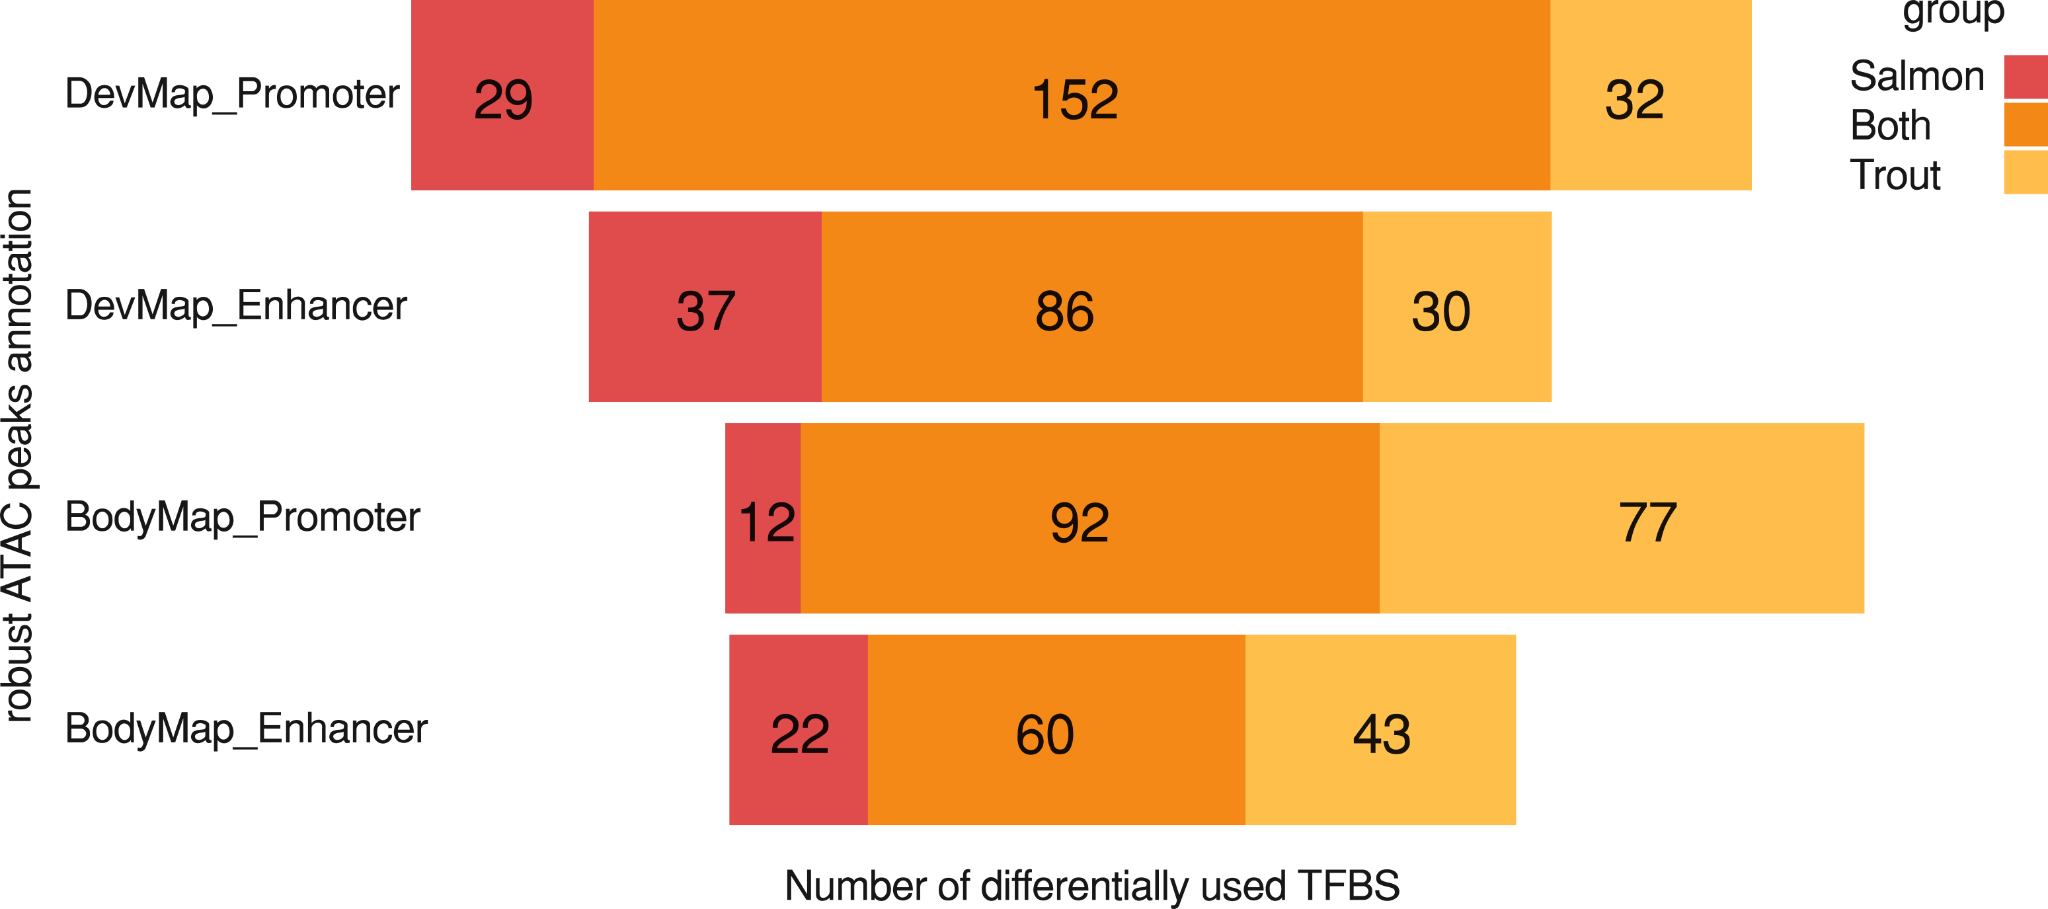 group
Salmon
Both
Trout
DevMap_Promoter
29
152
32
DevMap_Enhancer
37
86
30
BodyMap_Promoter
12
92
77
BodyMap_Enhancer
22
60
43
robust ATAC peaks annotation
Number of differentially used TFBS